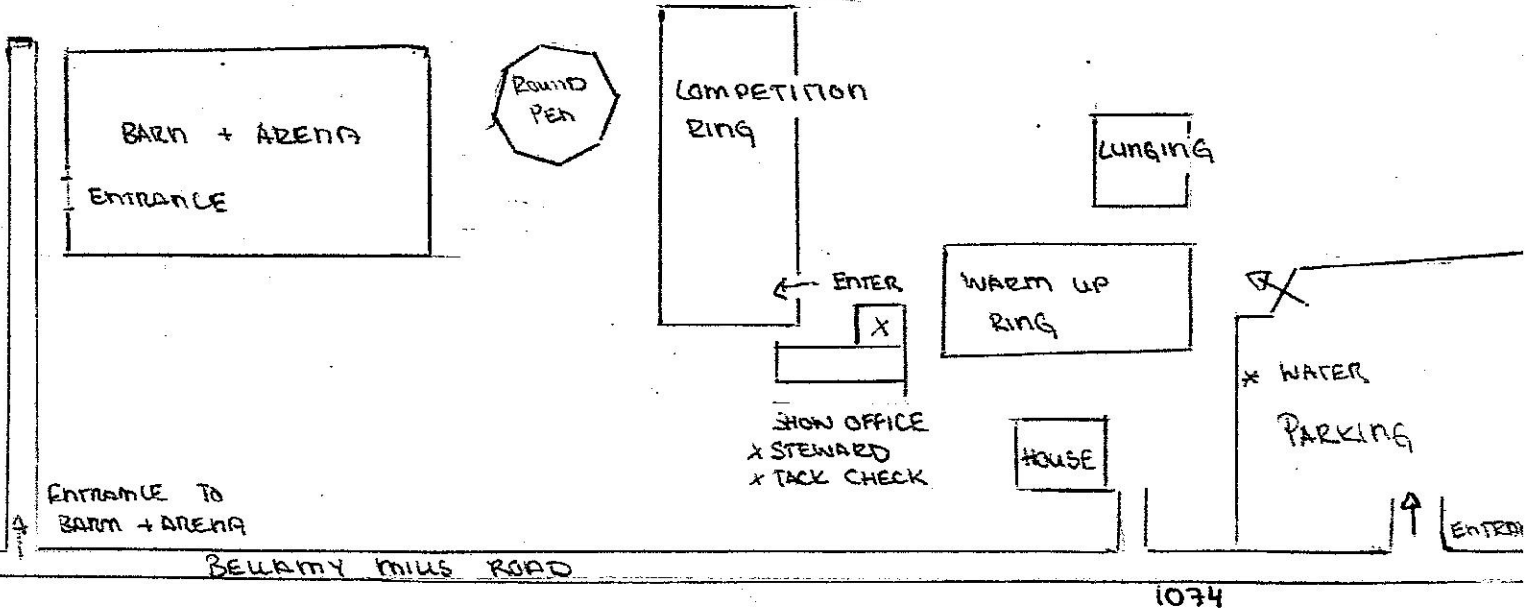 BARN + ARENA
ENTRANCE
ROUND
PEN
COMPETITION
RING
LUNGING
ENTER
X
WARM UP
RING
x WATER
PARKING
SHOW OFFICE
x STEWARD
x TACK CHECK
HOUSE
ENTRANCE TO
BARN + ARENA
ENTRAN
BELLAMY MILLS ROAD
1074